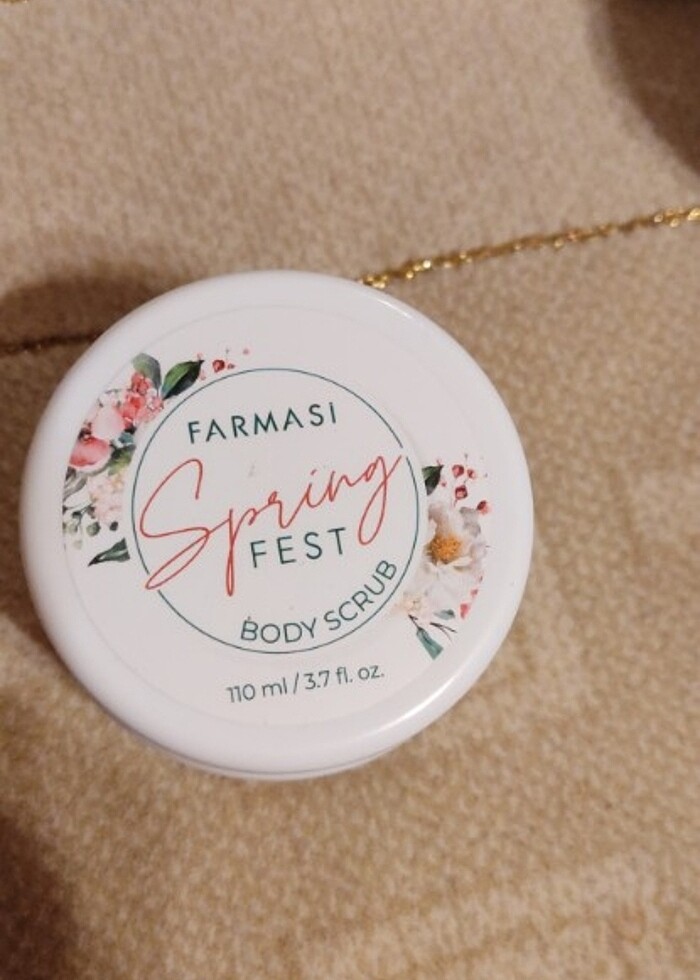 FARMASİ
Spring
FEST
BODY SCRUB
110 ml / 3.7 fl. oz.